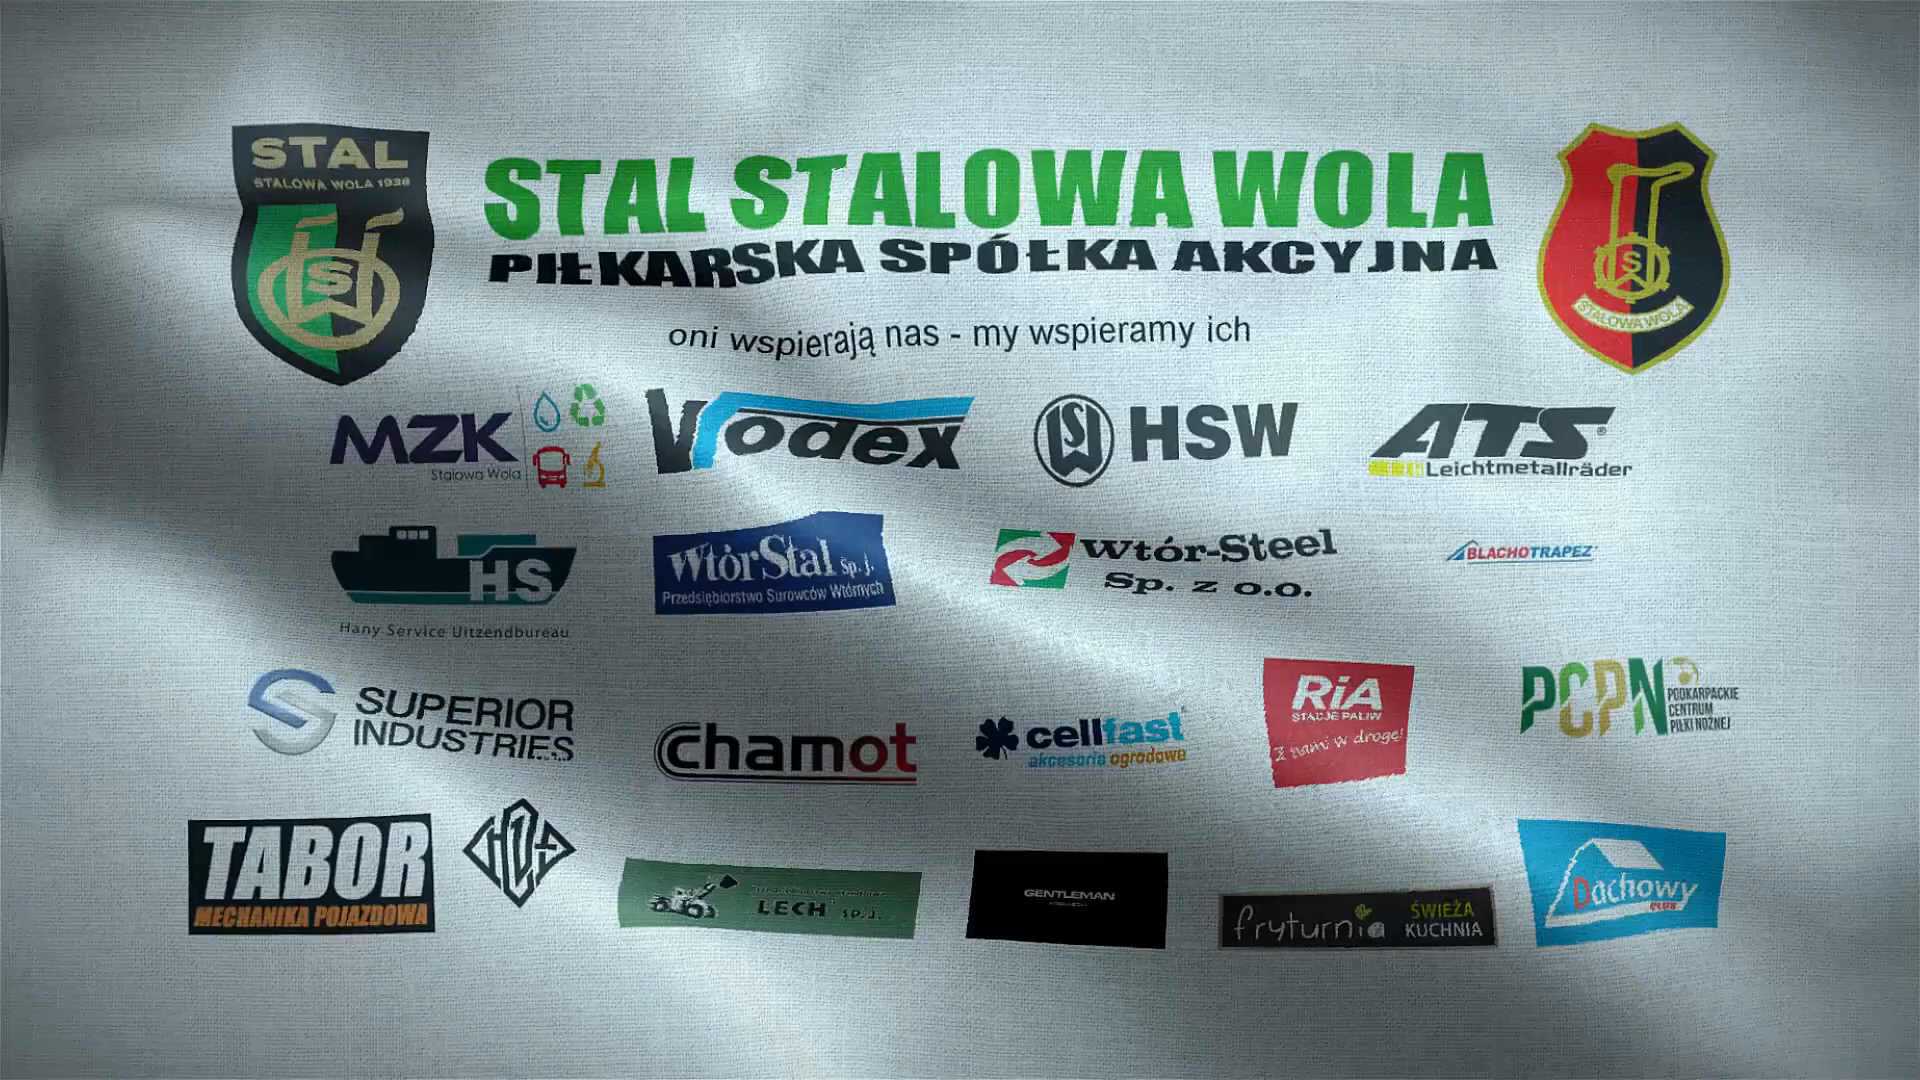 STAL
STALOWA WOLA 1938
STAL STALOWA WOLA
PIŁKARSKA SPÓŁKA AKCYJNA
SW
STALOWA WOLA
oni wspierają nas - my wspieramy ich
MZK
Stalowa Wola
Wodex
HSW
ATS®
Leichtmetallräder
HS
Hany Service Uitzendbureau
WtórStal Sp. j.
Przedsiębiorstwo Surowców Wtórnych
Wtór-Steel
Sp. z o.o.
BLACHOTRAPEZ
SUPERIOR
INDUSTRIES
Chamot
cellfast
akcesoria ogrodowe
RiA
STACJE PALIW
Z nami w drogę!
PCPN
PODKARPACKIE
CENTRUM
PIŁKI NOŻNEJ
TABOR
MECHANIKA POJAZDOWA
LECH SP.J.
GENTLEMAN
fryturnia
ŚWIEŻA
KUCHNIA
Dachowy
PLUS